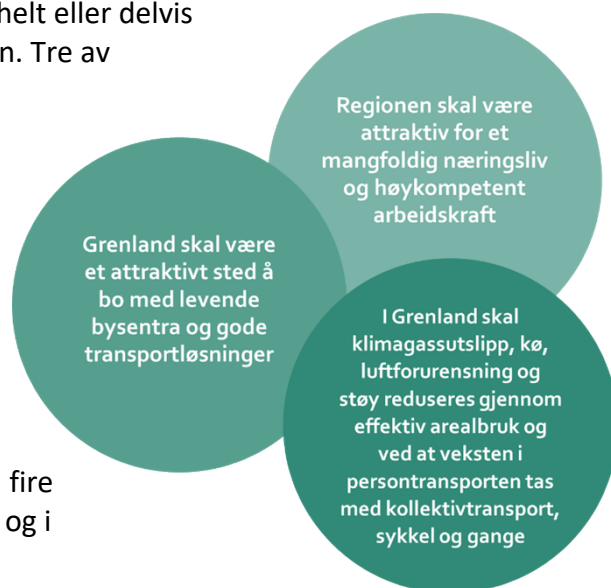 helt eller delvis
n. Tre av
Regionen skal være
attraktiv for et
mangfoldig næringsliv
og høykompetent
arbeidskraft
Grenland skal være
et attraktivt sted å
bo med levende
bysentra og gode
transportløsninger
I Grenland skal
klimagassutslipp, kø,
luftforurensning og
støy reduseres gjennom
effektiv arealbruk og
ved at veksten i
persontransporten tas
med kollektivtransport,
sykkel og gange
fire
og i